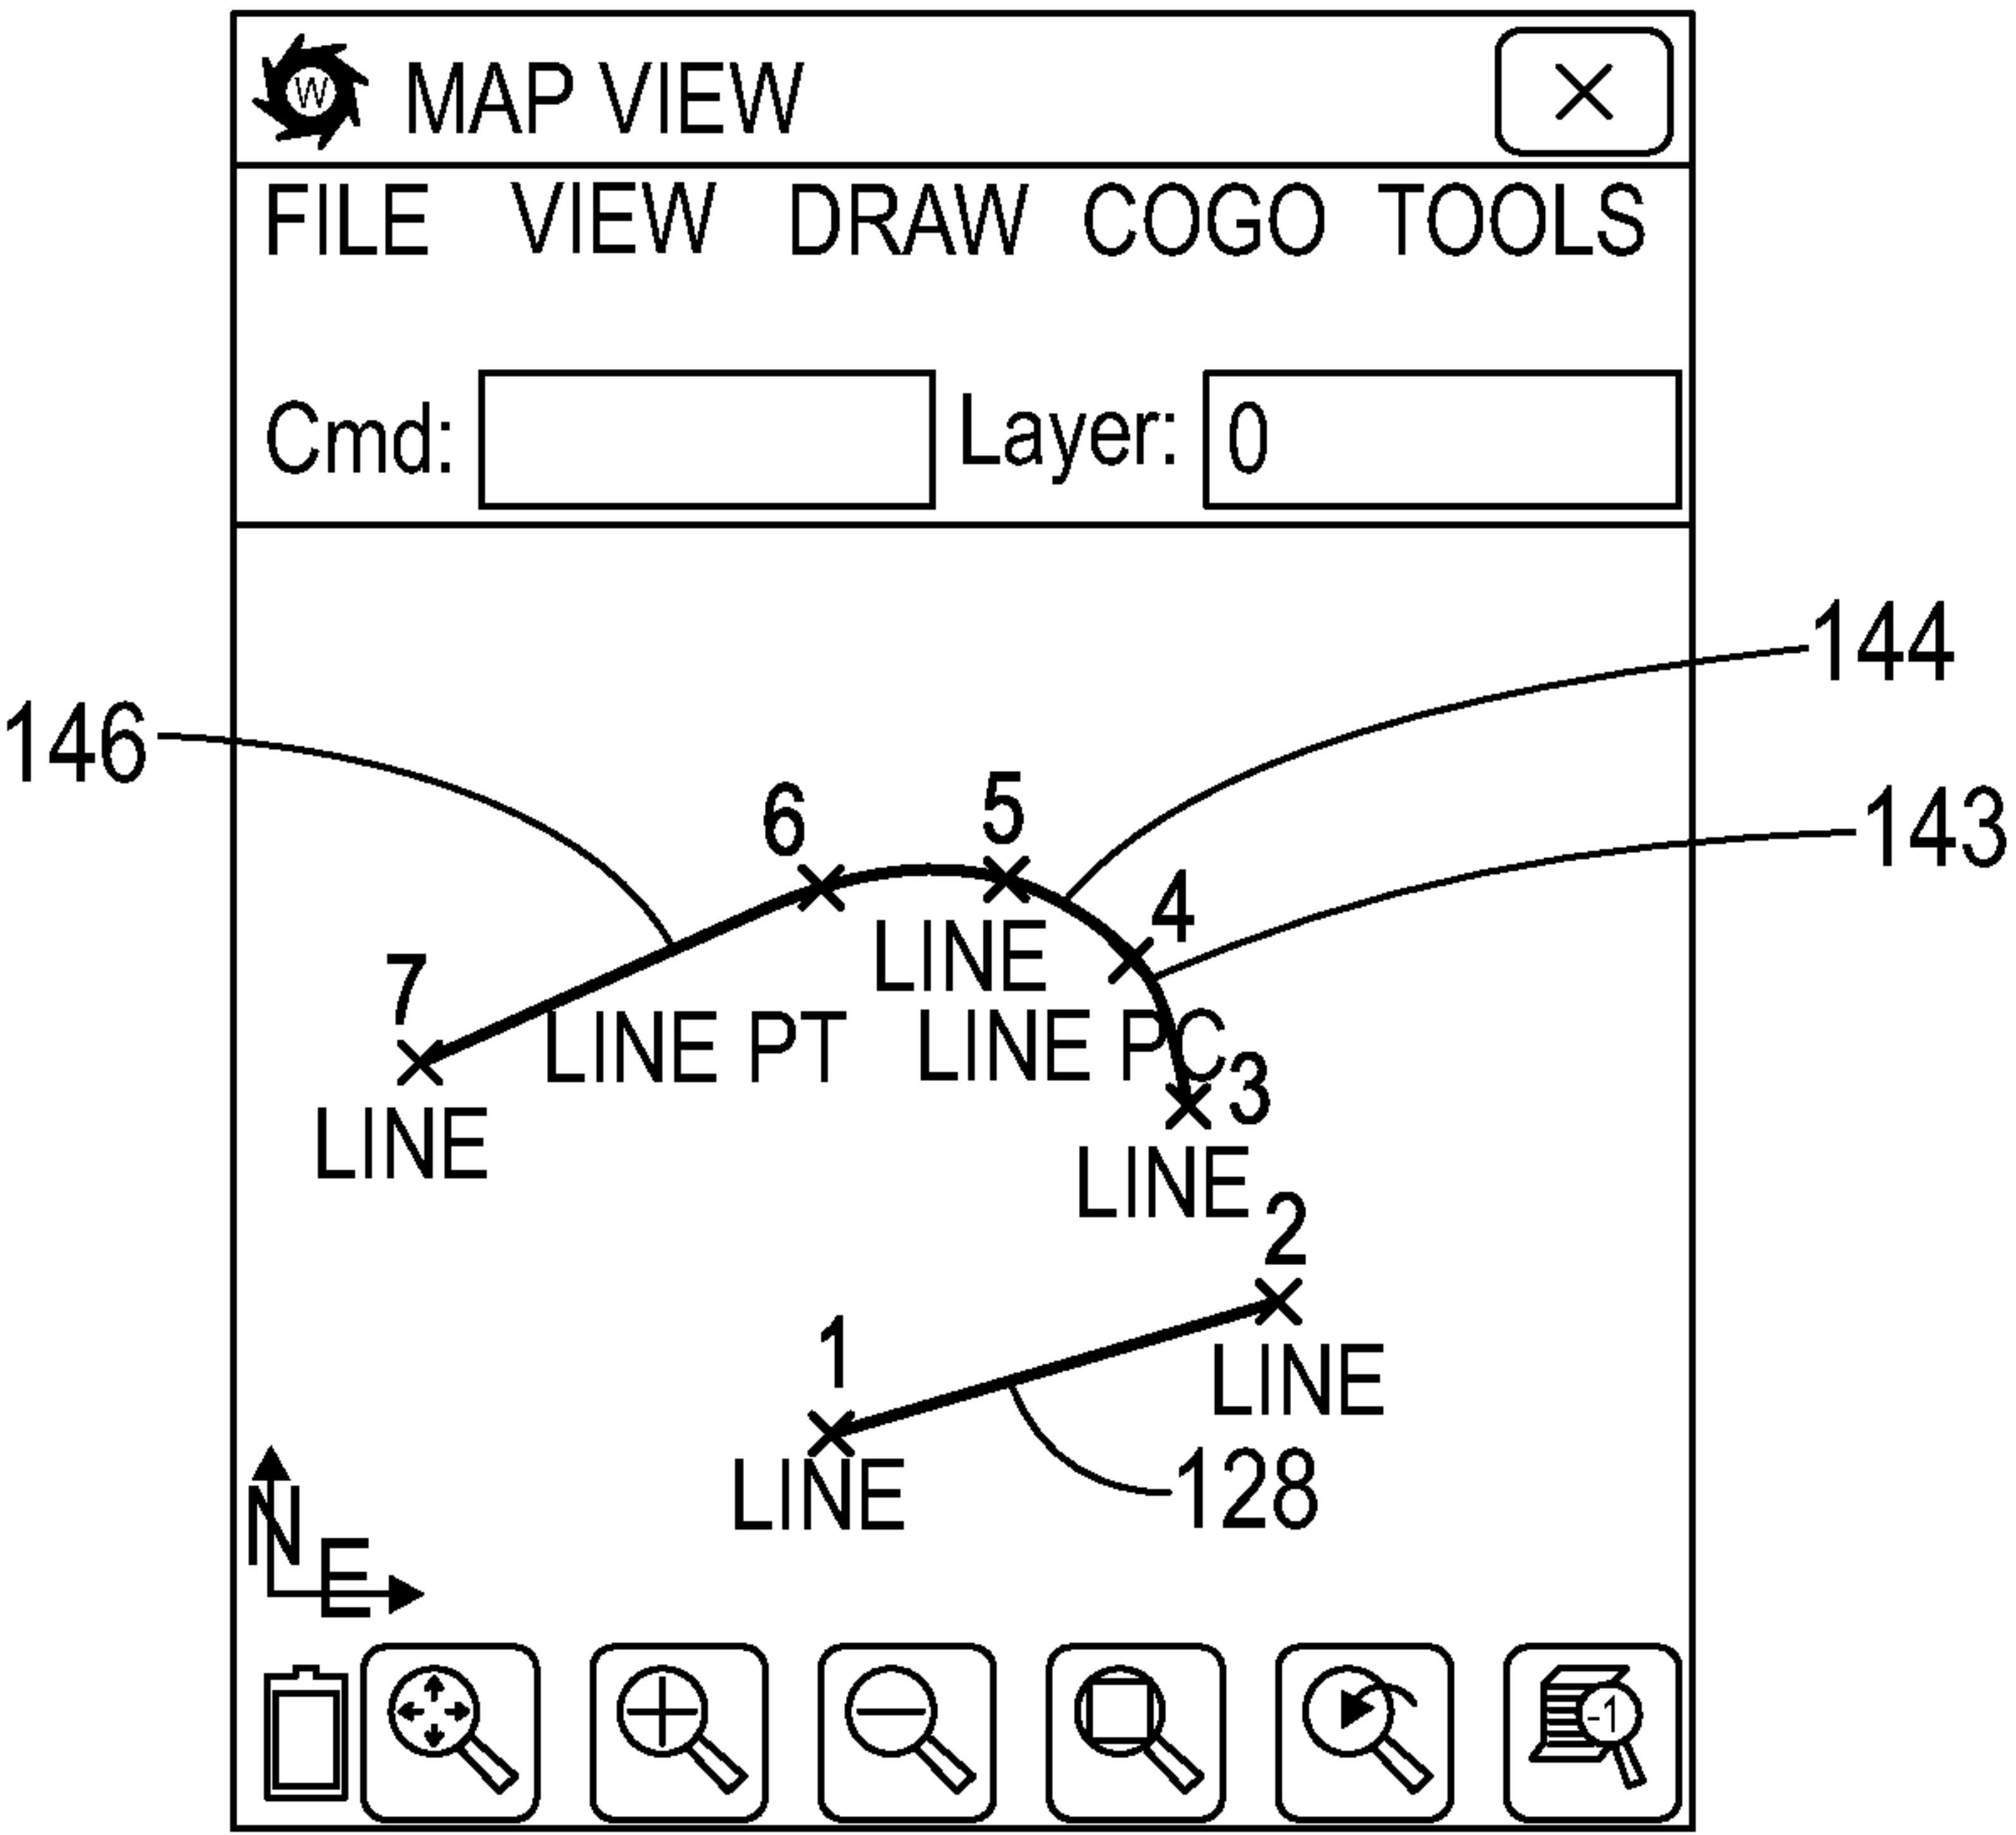 W MAP VIEW
FILE VIEW DRAW COGO TOOLS
Cmd: Layer: 0
144
146
143
6 5
4
LINE
7
LINE PT LINE PC
3
LINE
LINE
2
1
LINE
LINE
128
N
E
-1